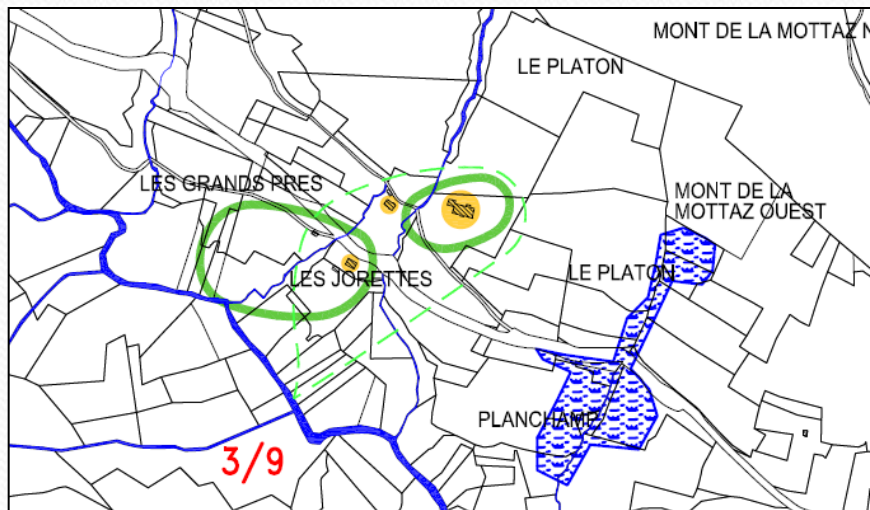 MONT DE LA MOTTAZ N
LE PLATON
LES GRANDS PRES
MONT DE LA
MOTTAZ OUEST
LE PLATON
LES JORETTES
PLANCHAMP
3/9